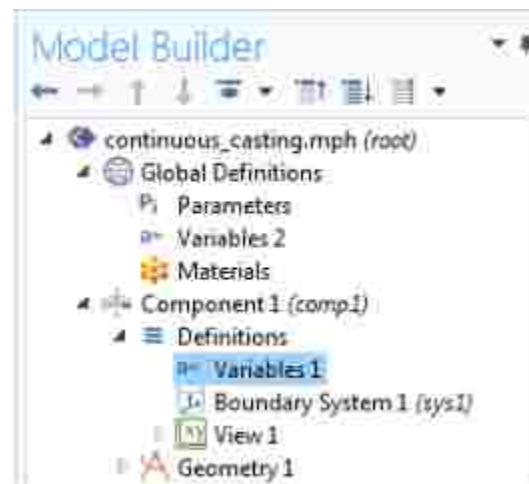 Model Builder
continuous_casting.mph (root)
Global Definitions
Pi Parameters
a= Variables 2
Materials
Component 1 (comp1)
Definitions
a= Variables 1
Boundary System 1 (sys1)
View 1
Geometry 1